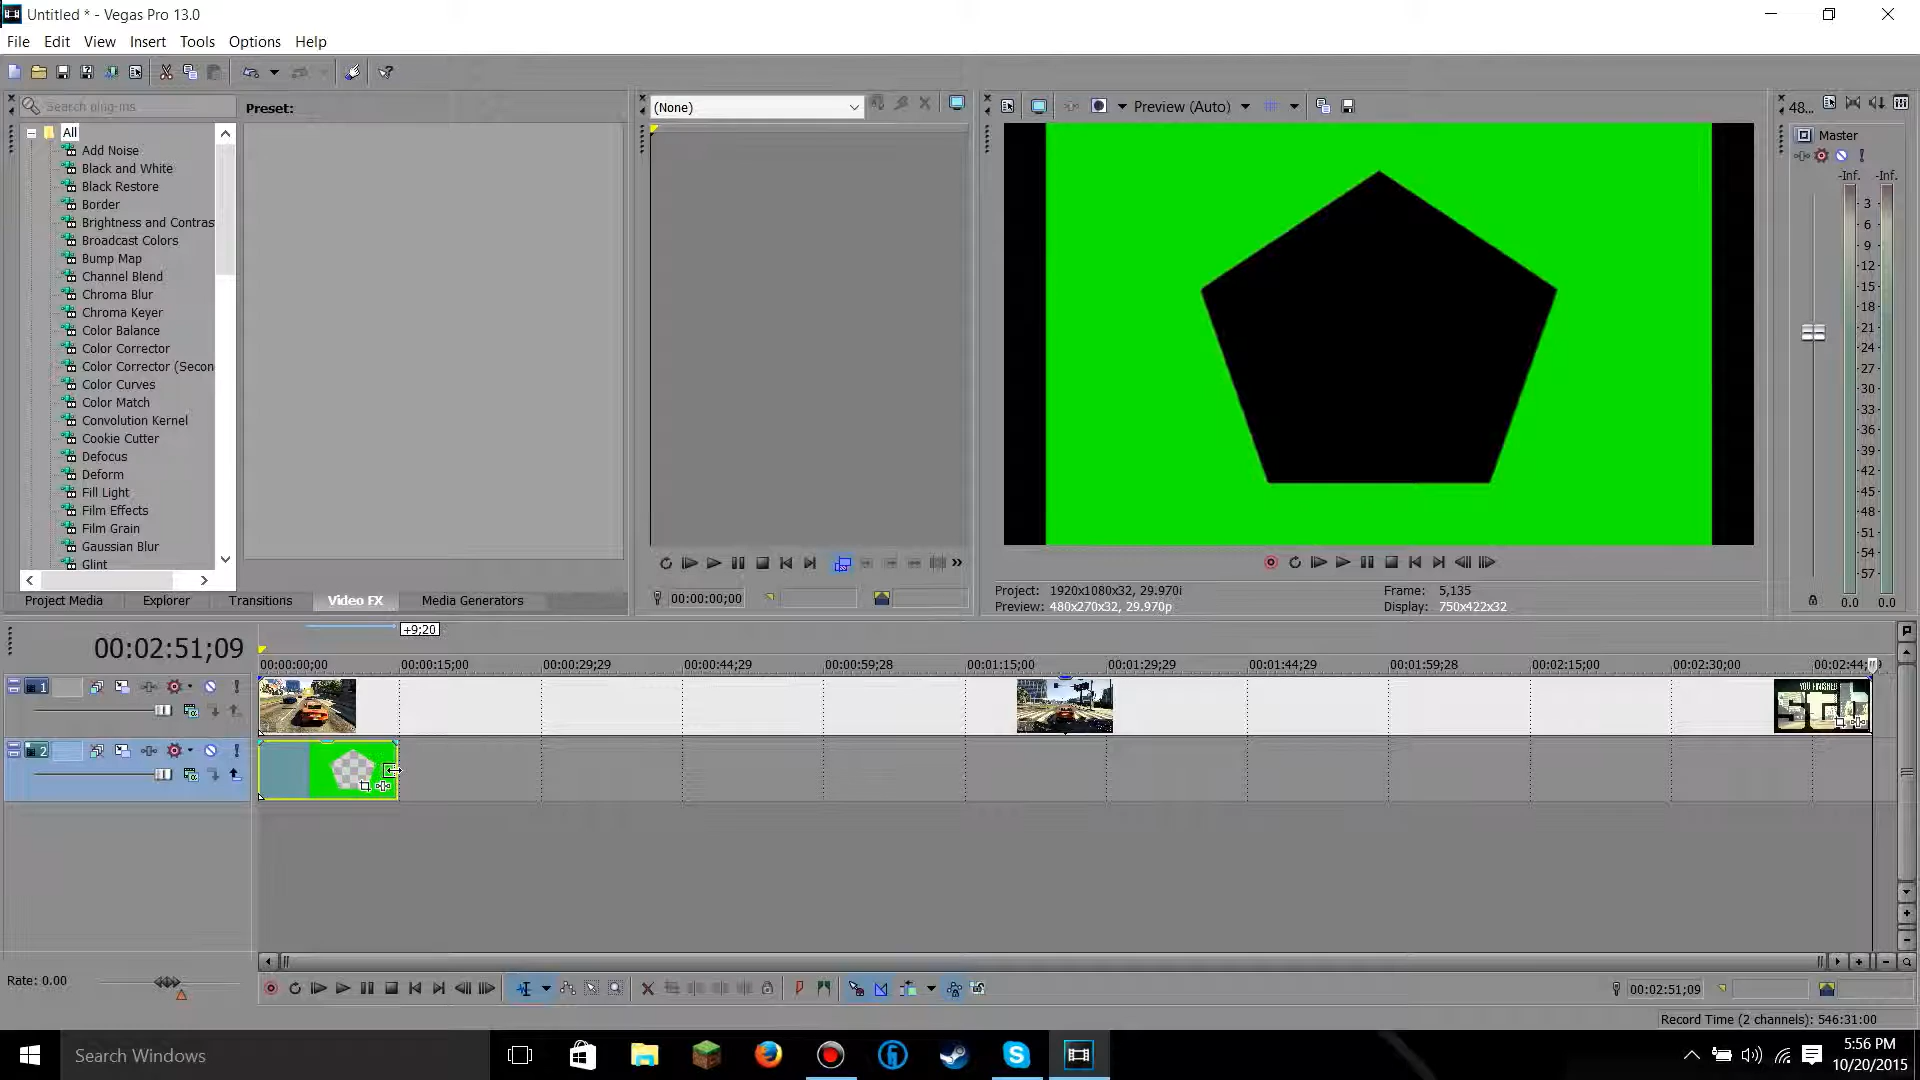 Untitled * - Vegas Pro 13.0
File Edit View Insert Tools Options Help
Search plug-ins
Preset:
(None)
Preview (Auto)
48...
All
Add Noise
Black and White
Black Restore
Border
Brightness and Contras
Broadcast Colors
Bump Map
Channel Blend
Chroma Blur
Chroma Keyer
Color Balance
Color Corrector
Color Corrector (Secon
Color Curves
Color Match
Convolution Kernel
Cookie Cutter
Defocus
Deform
Fill Light
Film Effects
Film Grain
Gaussian Blur
Glint
Master
-Inf. -Inf.
3
6
9
12
15
18
21
24
27
30
33
36
39
42
45
48
51
54
57
0.0 0.0
00:00:00;00
Project: 1920x1080x32, 29.970i
Frame: 5,135
Preview: 480x270x32, 29.970p
Display: 750x422x32
Project Media Explorer Transitions Video FX Media Generators
00:02:51;09
+9;20
00:00:00;00 00:00:15;00 00:00:29;29 00:00:44;29 00:00:59;28 00:01:15;00 00:01:29;29 00:01:44;29 00:01:59;28 00:02:15;00 00:02:30;00 00:02:44;
1
YOU FINISHED
2
Rate: 0.00
00:02:51;09
Record Time (2 channels): 546:31:00
Search Windows
5:56 PM
10/20/2015